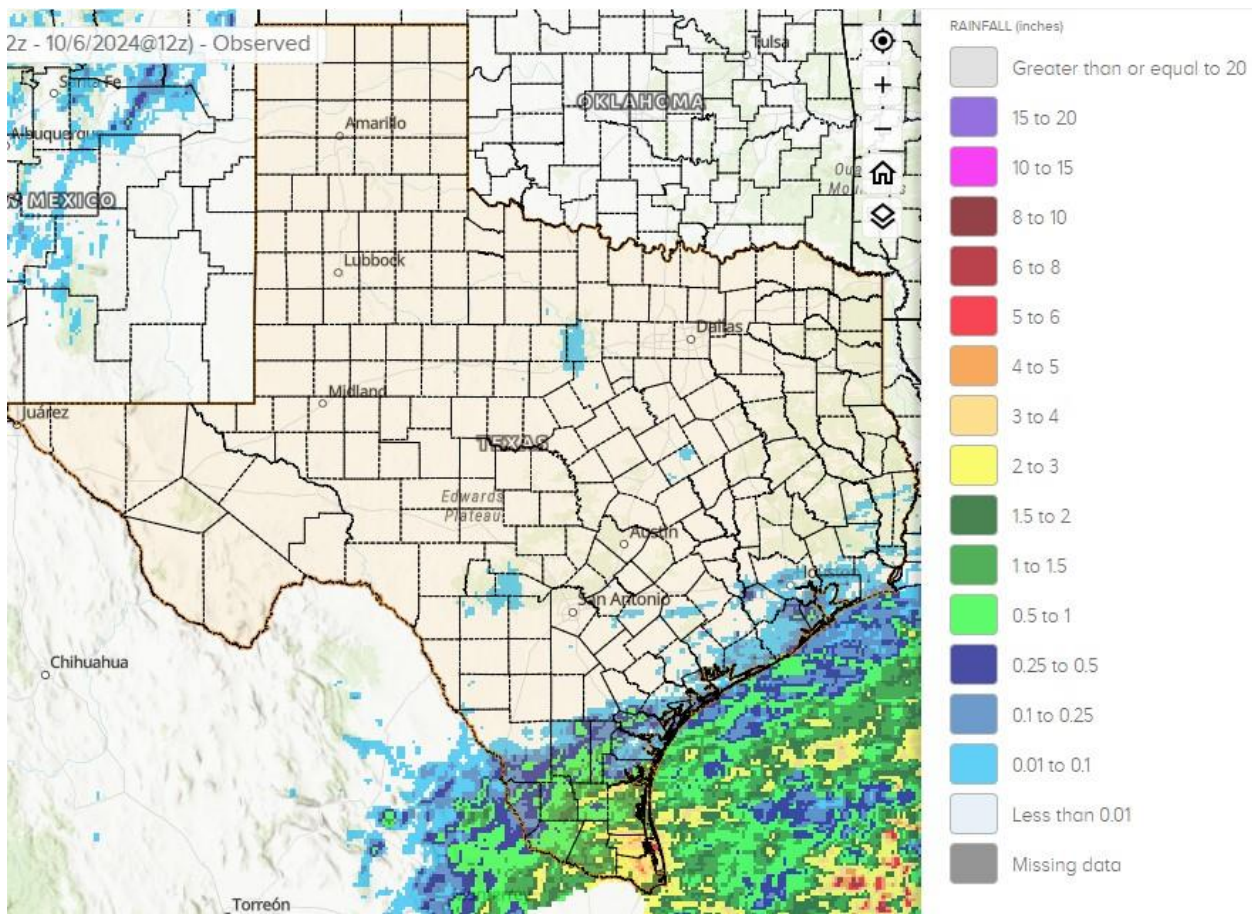 2z - 10/6/2024@12z) - Observed
Tulsa
Santa Fe
OKLAHOMA
Albuquerqu
Amarillo
MEXICO
Lubbock
Dallas
Midland
Juárez
TEXAS
Edwards
Plateau
Austin
Houston
San Antonio
Chihuahua
Torreón
RAINFALL (inches)
Greater than or equal to 20
15 to 20
10 to 15
8 to 10
6 to 8
5 to 6
4 to 5
3 to 4
2 to 3
1.5 to 2
1 to 1.5
0.5 to 1
0.25 to 0.5
0.1 to 0.25
0.01 to 0.1
Less than 0.01
Missing data